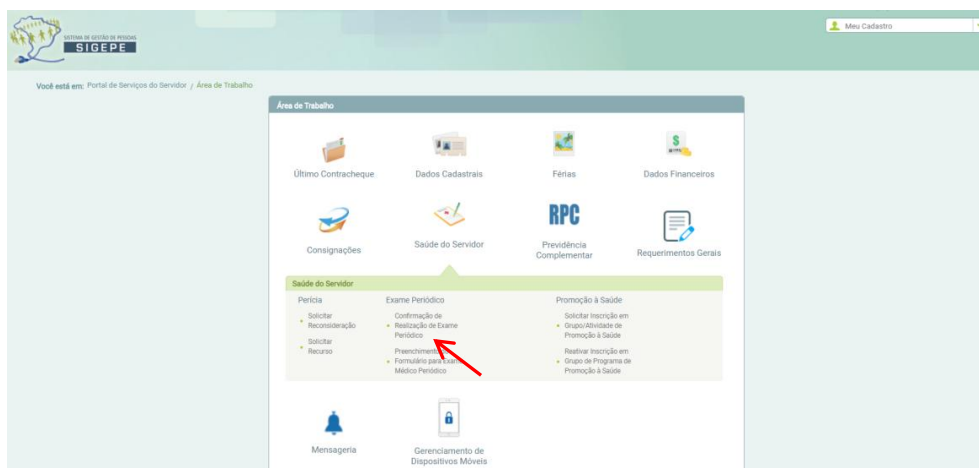 SISTEMA DE GESTÃO DE PESSOAS
SIGEPE
Meu Cadastro
Você está em: Portal de Serviços do Servidor / Área de Trabalho
Área de Trabalho
Último Contracheque
Dados Cadastrais
Férias
$
Dados Financeiros
Consignações
Saúde do Servidor
RPC
Previdência
Complementar
Requerimentos Gerais
Saúde do Servidor
Perícia
Solicitar
Reconsideração
Solicitar
Recurso
Exame Periódico
Confirmação de
Realização de Exame
Periódico
Preenchimento
Formulário para Exame
Médico Periódico
Promoção à Saúde
Solicitar Inscrição em
Grupo/Atividade de
Promoção à Saúde
Reativar Inscrição em
Grupo de Programa de
Promoção à Saúde
Mensageria
Gerenciamento de
Dispositivos Móveis